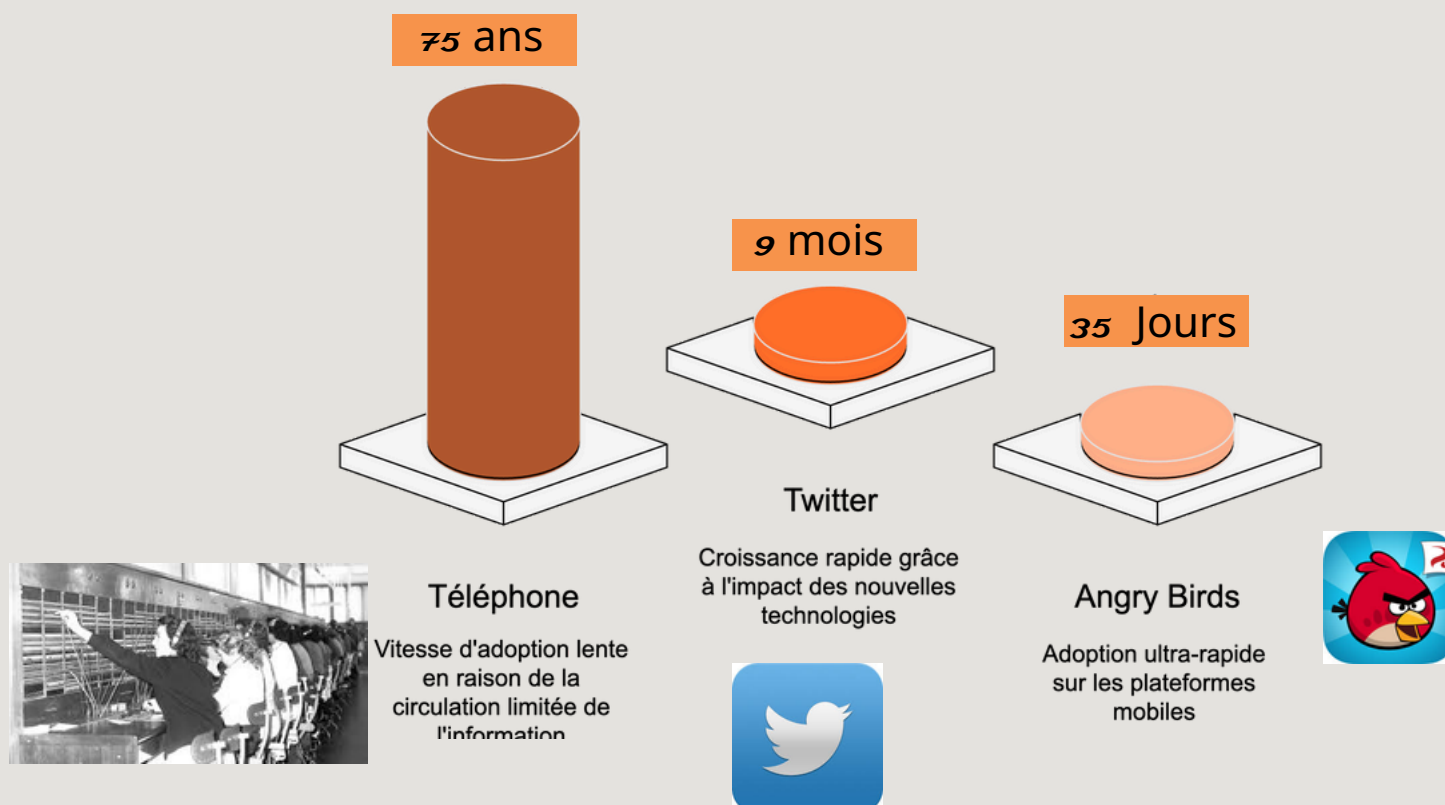 75 ans
9 mois
35 Jours
Téléphone
Vitesse d'adoption lente
en raison de la
circulation limitée de
l'information
Twitter
Croissance rapide grâce
à l'impact des nouvelles
technologies
Angry Birds
Adoption ultra-rapide
sur les plateformes
mobiles